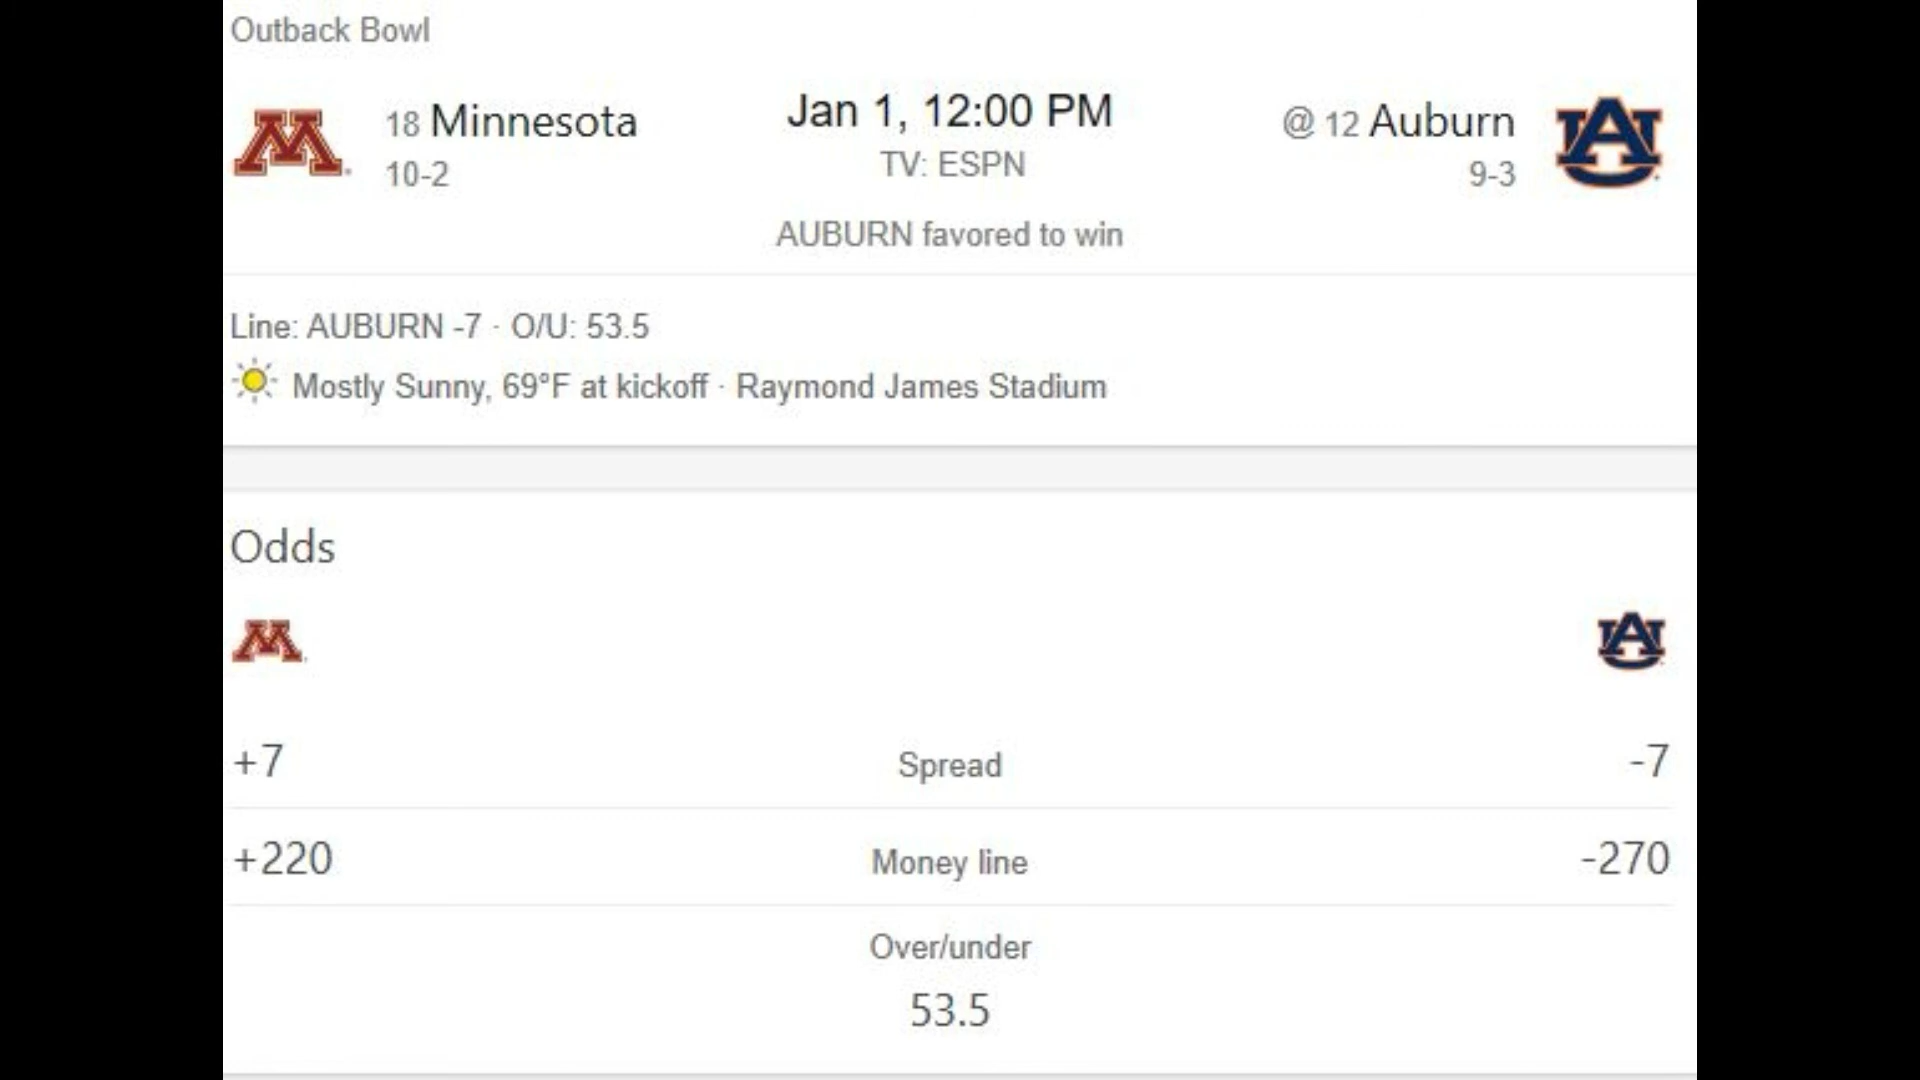 Outback Bowl
18 Minnesota
10-2
Jan 1, 12:00 PM
TV: ESPN
@ 12 Auburn
9-3
AUBURN favored to win
Line: AUBURN -7 · O/U: 53.5
Mostly Sunny, 69°F at kickoff · Raymond James Stadium
Odds
+7 Spread -7
+220 Money line -270
Over/under
53.5